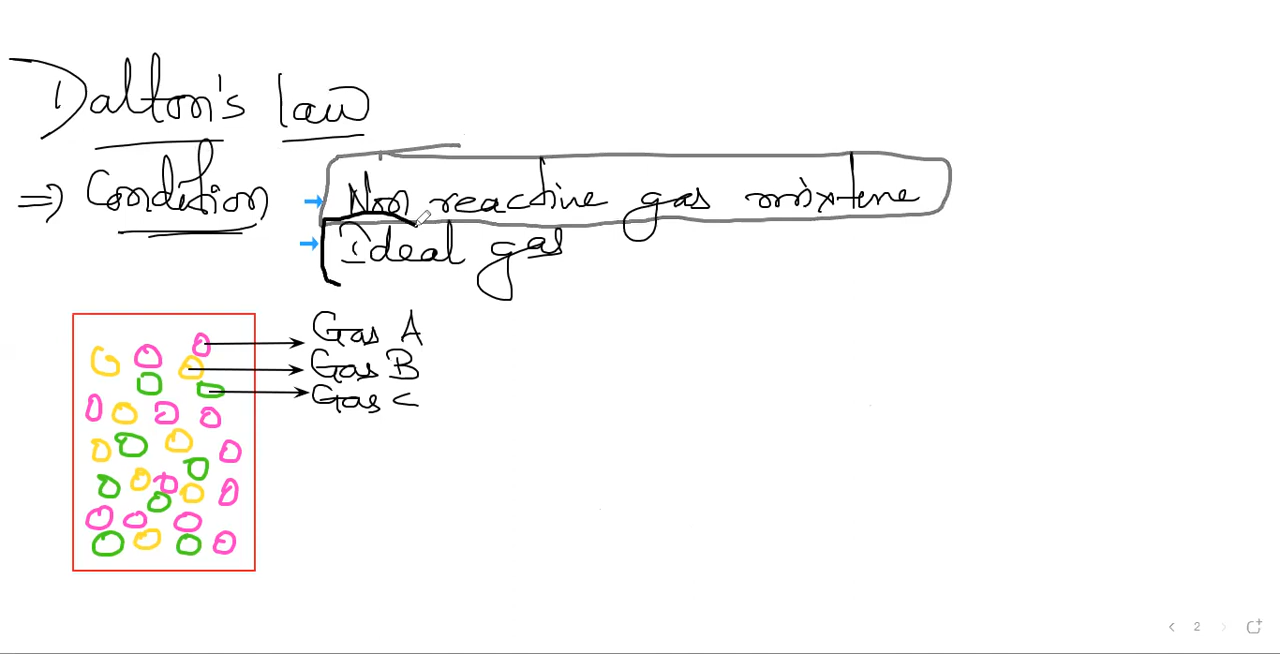 Dalton's law
⇒ Condition → Non reactive gas mixture
→ Ideal gas
Gas A
Gas B
Gas C
2